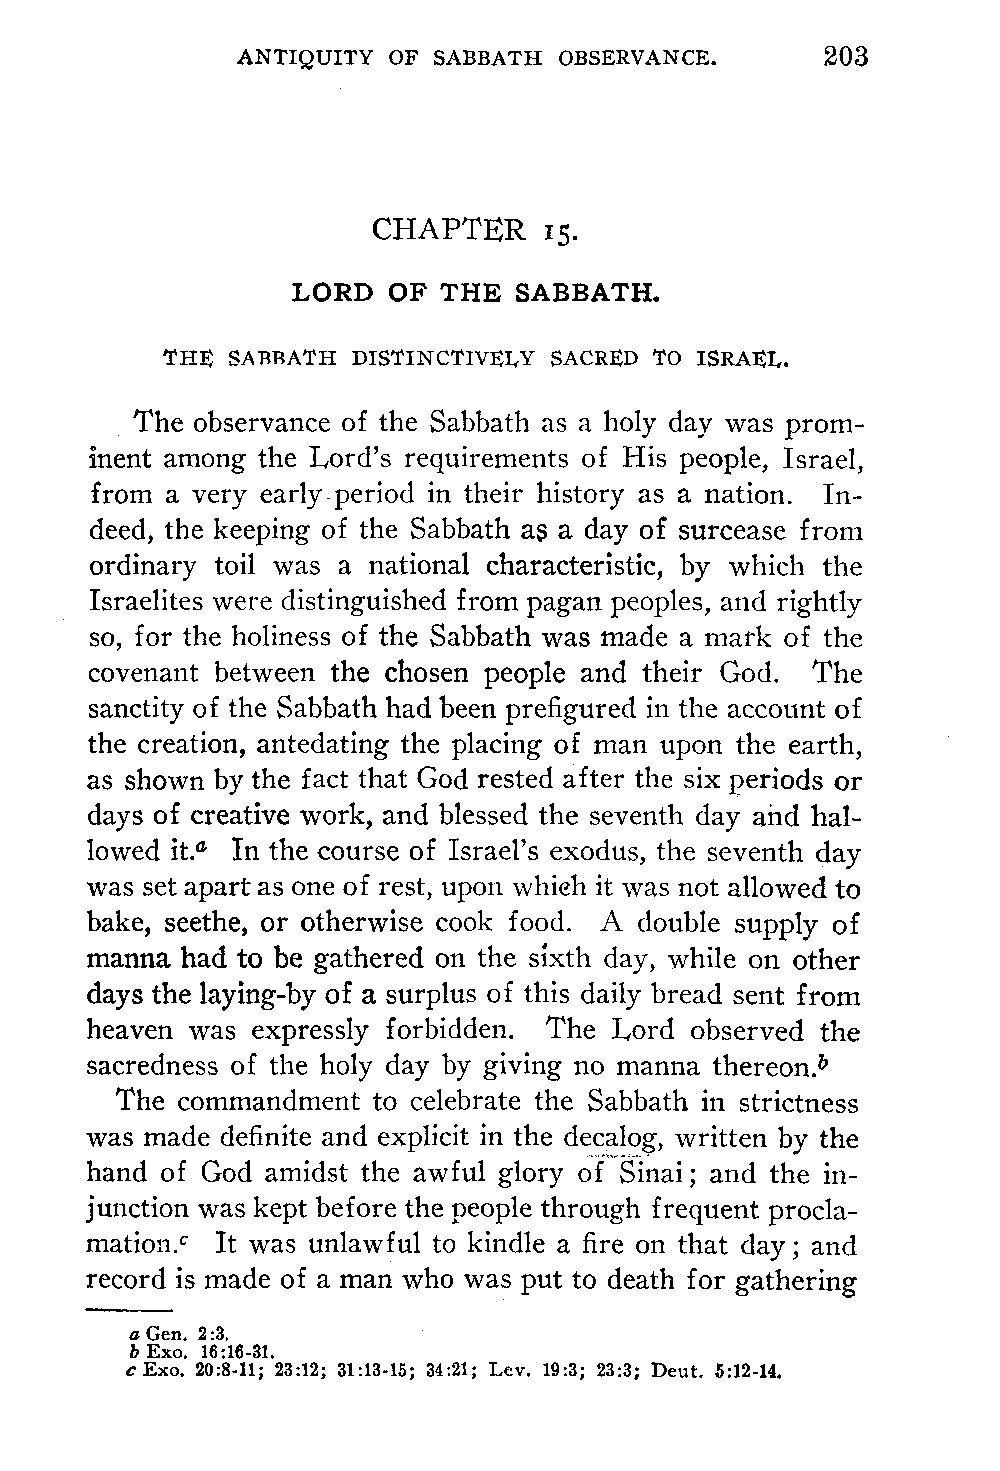 ANTIQUITY OF SABBATH OBSERVANCE. 203
CHAPTER 15.
LORD OF THE SABBATH.
THE SABBATH DISTINCTIVELY SACRED TO ISRAEL.
The observance of the Sabbath as a holy day was prom-
inent among the Lord's requirements of His people, Israel,
from a very early period in their history as a nation. In-
deed, the keeping of the Sabbath as a day of surcease from
ordinary toil was a national characteristic, by which the
Israelites were distinguished from pagan peoples, and rightly
so, for the holiness of the Sabbath was made a mark of the
covenant between the chosen people and their God. The
sanctity of the Sabbath had been prefigured in the account of
the creation, antedating the placing of man upon the earth,
as shown by the fact that God rested after the six periods or
days of creative work, and blessed the seventh day and hal-
lowed it.a In the course of Israel's exodus, the seventh day
was set apart as one of rest, upon which it was not allowed to
bake, seethe, or otherwise cook food. A double supply of
manna had to be gathered on the sixth day, while on other
days the laying-by of a surplus of this daily bread sent from
heaven was expressly forbidden. The Lord observed the
sacredness of the holy day by giving no manna thereon.b
The commandment to celebrate the Sabbath in strictness
was made definite and explicit in the decalog, written by the
hand of God amidst the awful glory of Sinai; and the in-
junction was kept before the people through frequent procla-
mation.c It was unlawful to kindle a fire on that day; and
record is made of a man who was put to death for gathering
a Gen. 2:3.
b Exo. 16:16-31.
c Exo. 20:8-11; 23:12; 31:13-15; 34:21; Lev. 19:3; 23:3; Deut. 5:12-14.